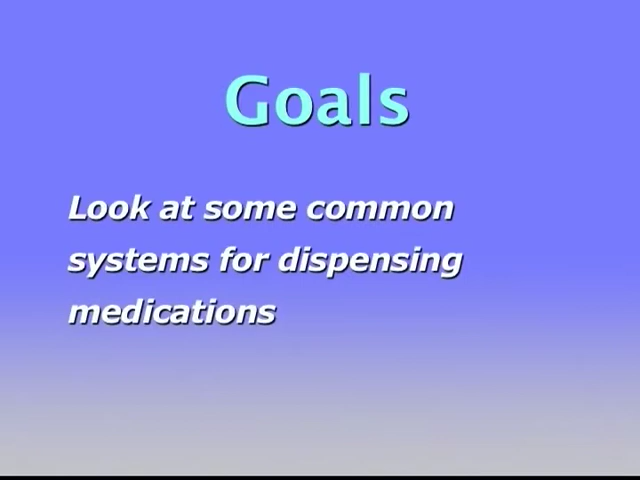 Goals
Look at some common
systems for dispensing
medications